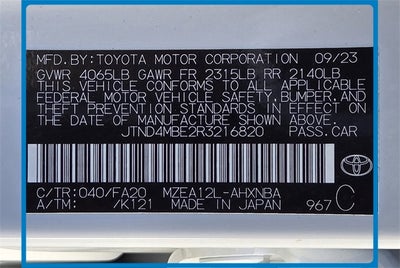 MFD.BY:TOYOTA MOTOR CORPORATION 09/23
GVWR 4065LB GAWR FR 2315LB RR 2140LB
THIS VEHICLE CONFORMS TO ALL APPLICABLE
FEDERAL MOTOR VEHICLE SAFETY,BUMPER,AND
THEFT PREVENTION STANDARDS IN EFFECT ON
THE DATE OF MANUFACTURE SHOWN ABOVE.
JTND4MBE2R3216820 PASS.CAR
C/TR:040/FA20 MZEA12L-AHXNBA C
A/TM: /K121 MADE IN JAPAN 967
TOYOTA